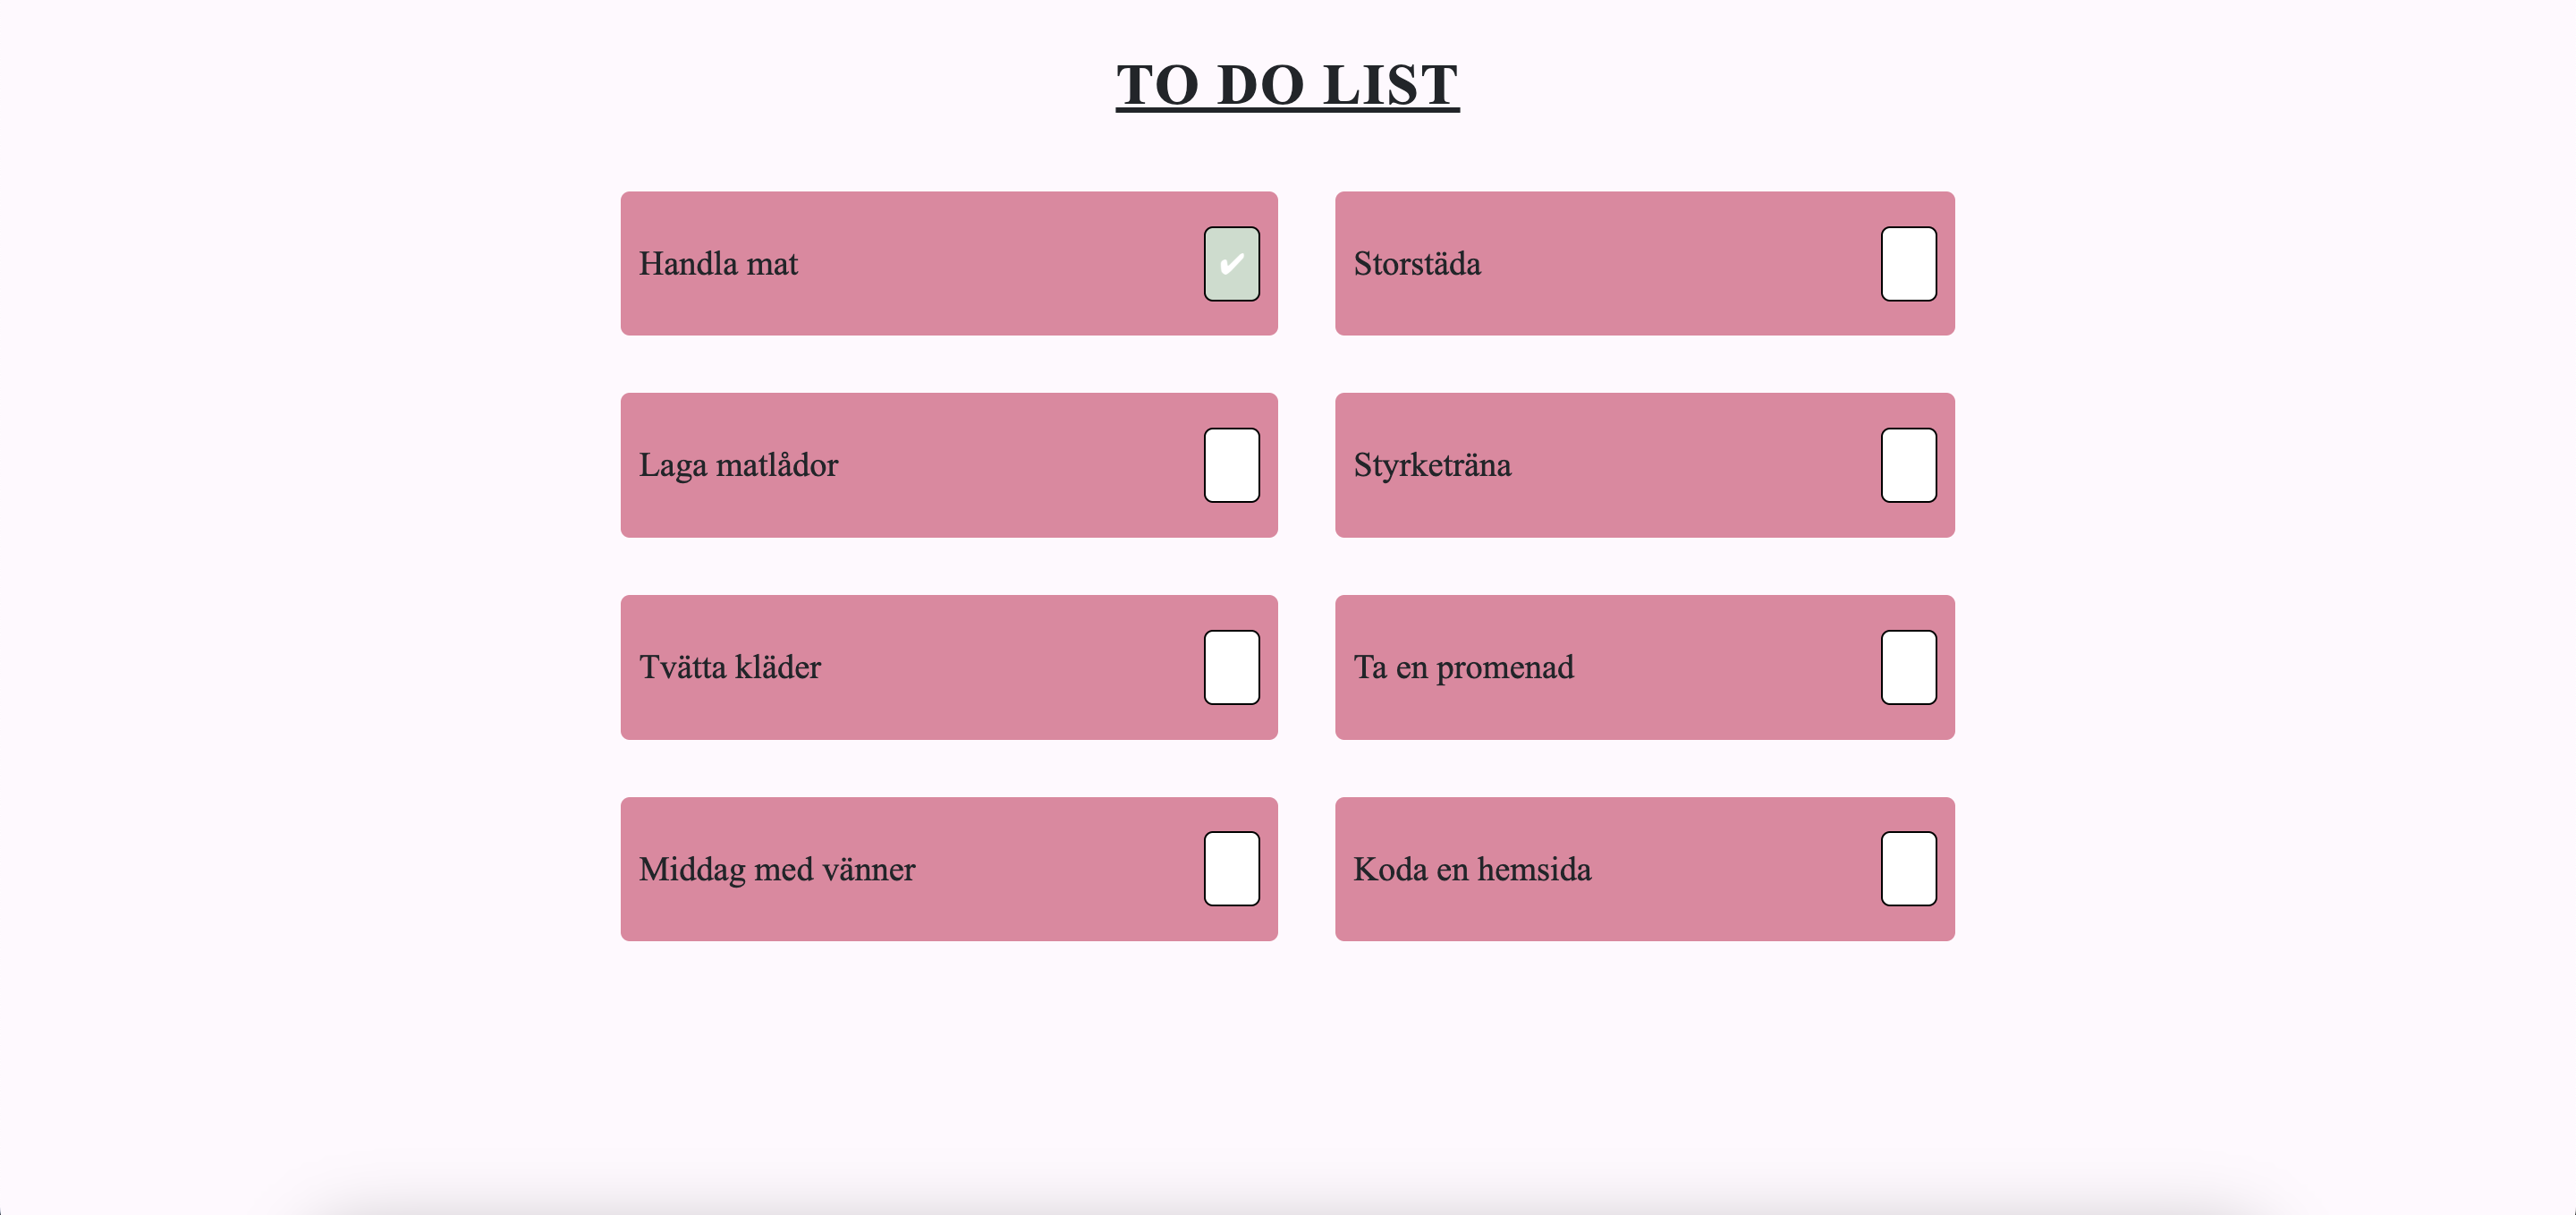 TO DO LIST
Handla mat ✔
Storstäda
Laga matlådor
Styrketräna
Tvätta kläder
Ta en promenad
Middag med vänner
Koda en hemsida